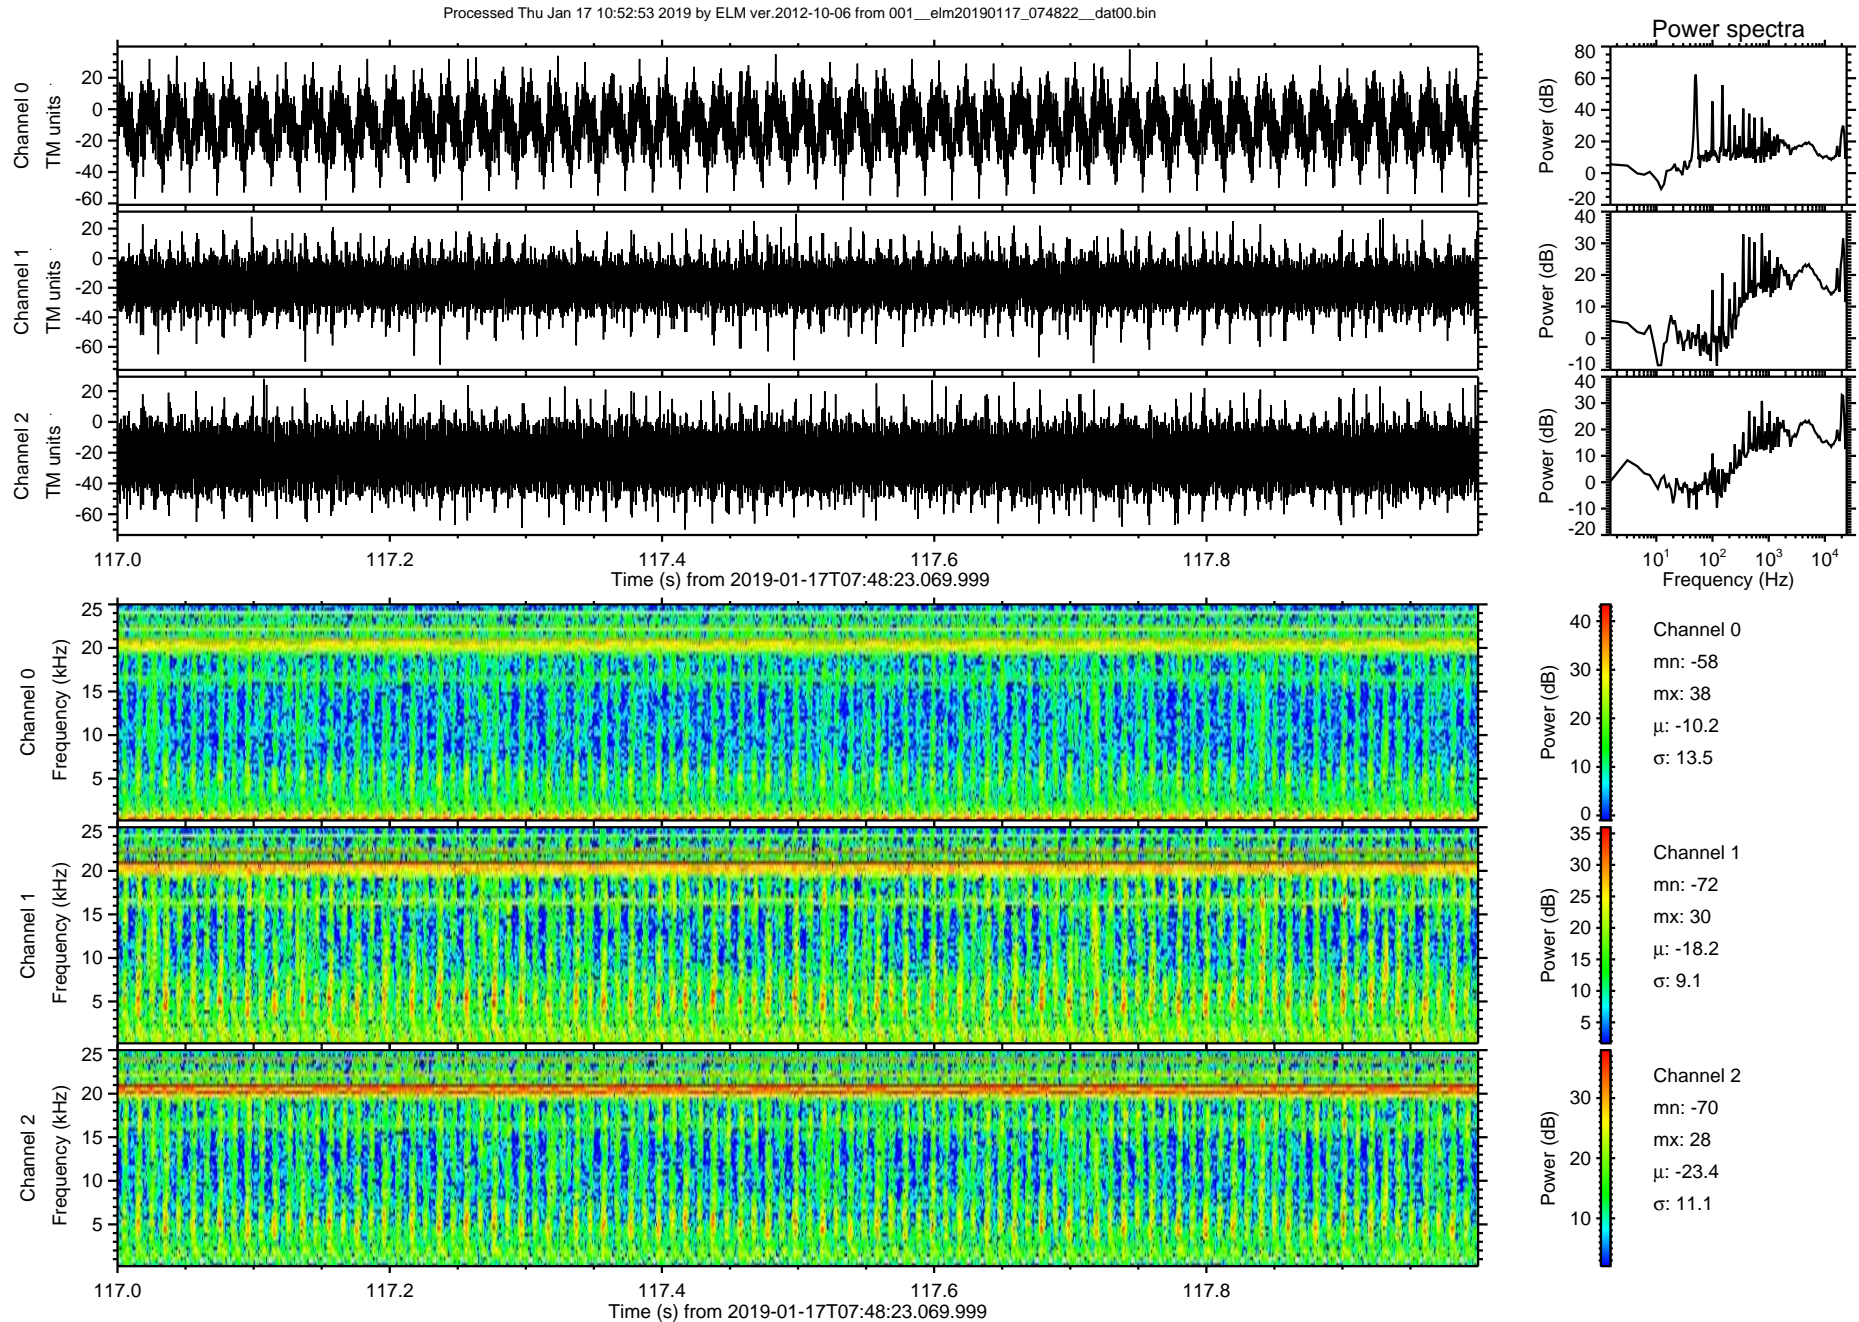 Processed Thu Jan 17 10:52:53 2019 by ELM ver.2012-10-06 from 001__elm20190117_074822__dat00.bin
Power spectra
Channel 0
TM units
20
0
-20
-40
-60
Power (dB)
80
60
40
20
0
-20
Channel 1
TM units
20
0
-20
-40
-60
Power (dB)
40
30
20
10
0
-10
Channel 2
TM units
20
0
-20
-40
-60
Power (dB)
40
30
20
10
0
-10
-20
117.0 117.2 117.4 117.6 117.8
Time (s) from 2019-01-17T07:48:23.069.999
10¹ 10² 10³ 10⁴
Frequency (Hz)
Channel 0
Frequency (kHz)
25
20
15
10
5
Power (dB)
40
30
20
10
0
Channel 0
mn: -58
mx: 38
μ: -10.2
σ: 13.5
Channel 1
Frequency (kHz)
25
20
15
10
5
Power (dB)
35
30
25
20
15
10
5
Channel 1
mn: -72
mx: 30
μ: -18.2
σ: 9.1
Channel 2
Frequency (kHz)
25
20
15
10
5
Power (dB)
30
20
10
Channel 2
mn: -70
mx: 28
μ: -23.4
σ: 11.1
117.0 117.2 117.4 117.6 117.8
Time (s) from 2019-01-17T07:48:23.069.999